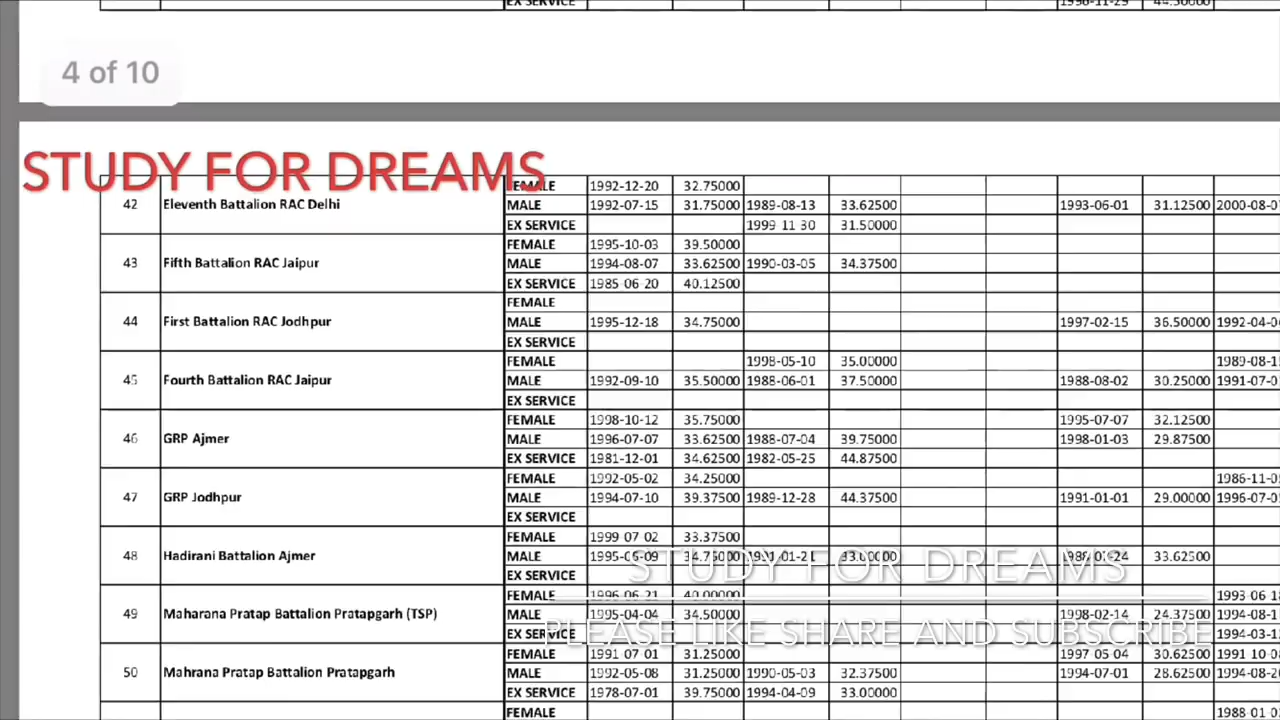 4 of 10
STUDY FOR DREAMS
FEMALE 1992-12-20 32.75000
42 Eleventh Battalion RAC Delhi MALE 1992-07-15 31.75000 1989-08-13 33.62500 1993-06-01 31.12500
EX SERVICE 1999-11-30 31.50000
FEMALE 1995-10-03 39.50000
43 Fifth Battalion RAC Jaipur MALE 1994-08-07 33.62500 1990-03-05 34.37500
EX SERVICE 1985-06-20 40.12500
FEMALE
44 First Battalion RAC Jodhpur MALE 1995-12-18 34.75000 1997-02-15 36.50000
EX SERVICE
FEMALE 1998-05-10 35.00000
45 Fourth Battalion RAC Jaipur MALE 1992-09-10 35.50000 1988-06-01 37.50000 1988-08-02 30.25000
EX SERVICE
FEMALE 1998-10-12 35.75000 1995-07-07 32.12500
46 GRP Ajmer MALE 1996-07-07 33.62500 1988-07-04 39.75000 1998-01-03 29.87500
EX SERVICE 1981-12-01 34.62500 1982-05-25 44.87500
FEMALE 1992-05-02 34.25000
47 GRP Jodhpur MALE 1994-07-10 39.37500 1989-12-28 44.37500 1991-01-01 29.00000
EX SERVICE
FEMALE 1999-07-02 33.37500
48 Hadirani Battalion Ajmer MALE 33.62500
STUDY FOR DREAMS
EX SERVICE
FEMALE 1996-06-21 40.00000
49 Maharana Pratap Battalion Pratapgarh (TSP) MALE 1995-04-04 34.50000 1998-02-14 24.37500
EX SERVICE
PLEASE LIKE SHARE AND SUBSCRIBE
FEMALE 1991-07-01 31.25000 1997-05-04 30.62500
50 Mahrana Pratap Battalion Pratapgarh MALE 1992-05-08 31.25000 1990-05-03 32.37500 1994-07-01 28.62500
EX SERVICE 1978-07-01 39.75000 1994-04-09 33.00000
FEMALE